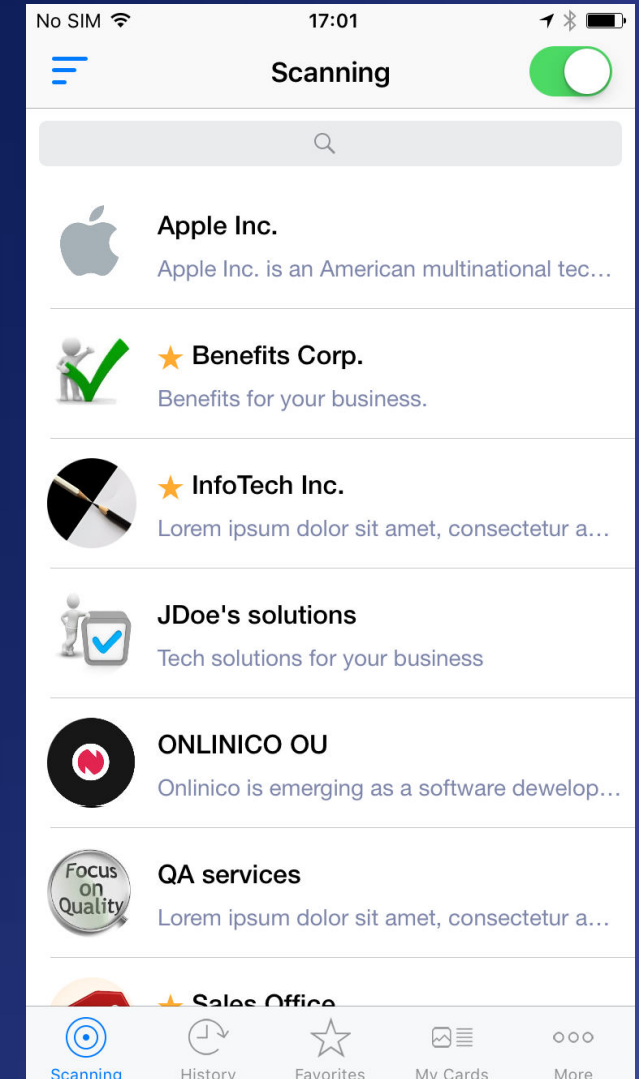 No SIM 17:01
Scanning
Apple Inc.
Apple Inc. is an American multinational tec...
Benefits Corp.
Benefits for your business.
InfoTech Inc.
Lorem ipsum dolor sit amet, consectetur a...
JDoe's solutions
Tech solutions for your business
ONLINICO OU
Onlinico is emerging as a software dewelop...
Focus
on
Quality
QA services
Lorem ipsum dolor sit amet, consectetur a...
Sales Office
Scanning History Favorites My Cards More